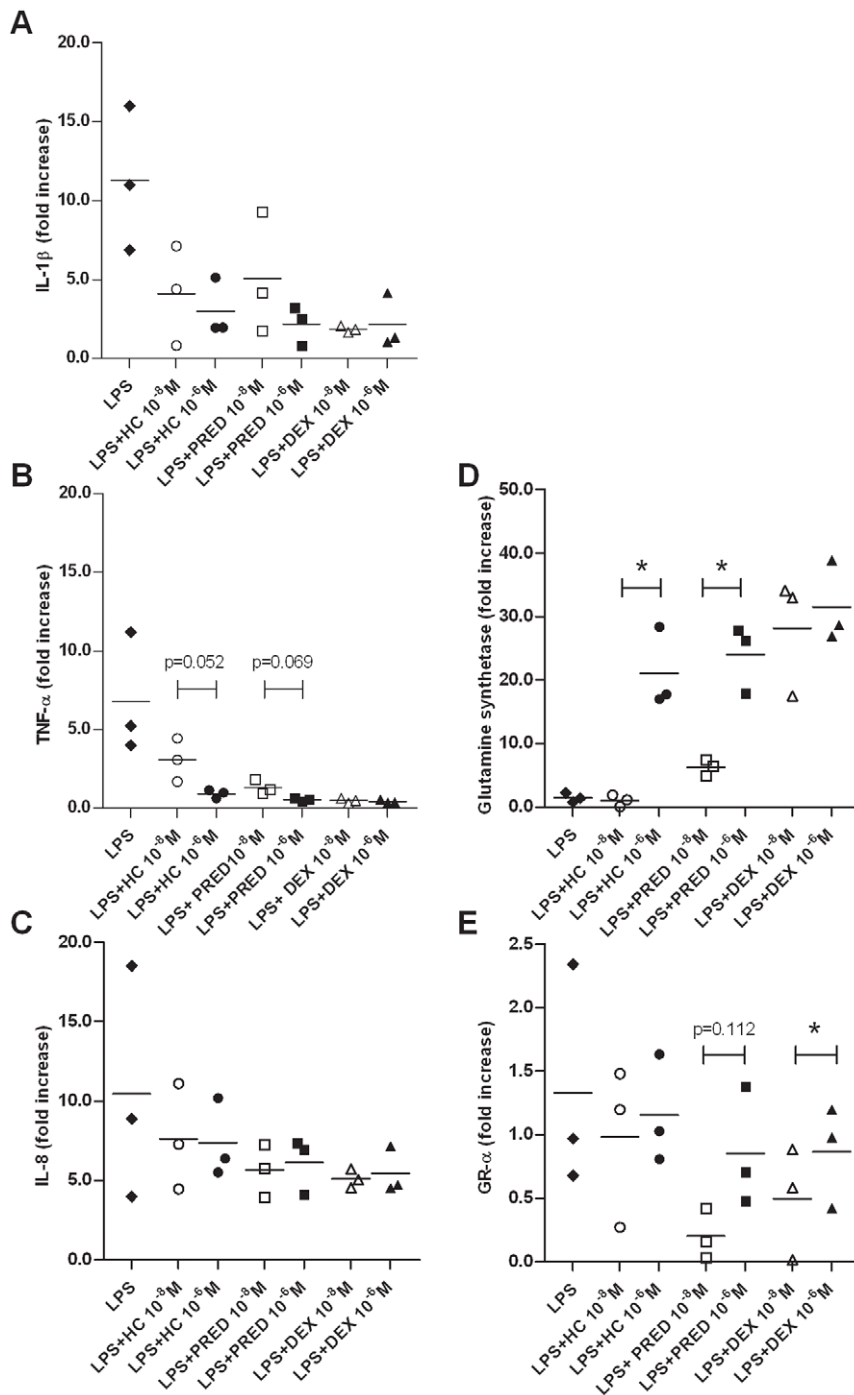 A
20.0
15.0
10.0
5.0
0.0
IL-1β (fold increase)
LPS
LPS+HC 10⁻⁸M
LPS+HC 10⁻⁶M
LPS+PRED 10⁻⁸M
LPS+PRED 10⁻⁶M
LPS+DEX 10⁻⁸M
LPS+DEX 10⁻⁶M
B
20.0
15.0
10.0
5.0
0.0
TNF-α (fold increase)
p=0.052
p=0.069
LPS
LPS+HC 10⁻⁸M
LPS+HC 10⁻⁶M
LPS+ PRED10⁻⁸M
LPS+PRED 10⁻⁶M
LPS+ DEX 10⁻⁸M
LPS+DEX 10⁻⁶M
C
20.0
15.0
10.0
5.0
0.0
IL-8 (fold increase)
LPS
LPS+HC 10⁻⁸M
LPS+HC 10⁻⁶M
LPS+PRED 10⁻⁸M
LPS+PRED 10⁻⁶M
LPS+DEX 10⁻⁸M
LPS+DEX 10⁻⁶M
D
50.0
40.0
30.0
20.0
10.0
0.0
Glutamine synthetase (fold increase)
*
*
LPS
LPS+HC 10⁻⁸M
LPS+HC 10⁻⁶M
LPS+PRED 10⁻⁸M
LPS+PRED 10⁻⁶M
LPS+DEX 10⁻⁸M
LPS+DEX 10⁻⁶M
E
2.5
2.0
1.5
1.0
0.5
0.0
GR-α (fold increase)
p=0.112
*
LPS
LPS+HC 10⁻⁸M
LPS+HC 10⁻⁶M
LPS+ PRED 10⁻⁸M
LPS+PRED 10⁻⁶M
LPS+DEX 10⁻⁸M
LPS+DEX 10⁻⁶M